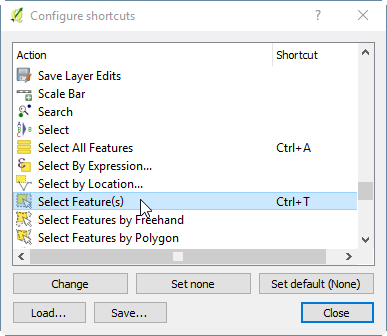 Configure shortcuts ?
Action Shortcut
Save Layer Edits
Scale Bar
Search
Select
Select All Features Ctrl+A
Select By Expression...
Select by Location...
Select Feature(s) Ctrl+T
Select Features by Freehand
Select Features by Polygon
Change Set none Set default (None)
Load... Save... Close